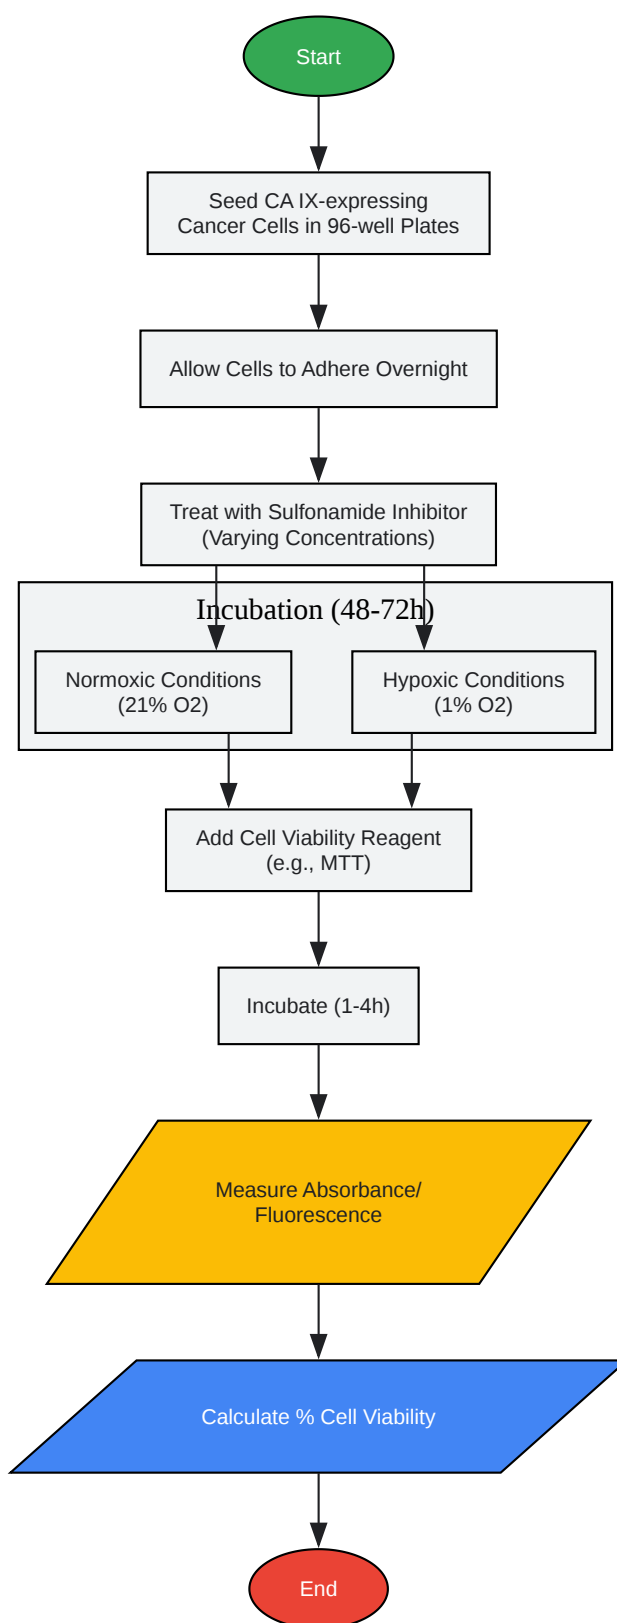 Start
Seed CA IX-expressing
Cancer Cells in 96-well Plates
Allow Cells to Adhere Overnight
Treat with Sulfonamide Inhibitor
(Varying Concentrations)
Incubation (48-72h)
Normoxic Conditions
(21% O2)
Hypoxic Conditions
(1% O2)
Add Cell Viability Reagent
(e.g., MTT)
Incubate (1-4h)
Measure Absorbance/
Fluorescence
Calculate % Cell Viability
End